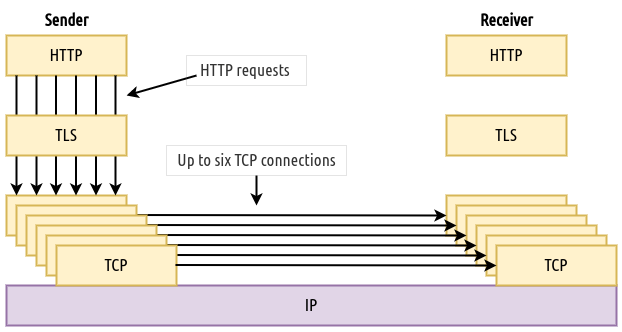 Sender
Receiver
HTTP
HTTP
HTTP requests
TLS
TLS
Up to six TCP connections
TCP
TCP
IP